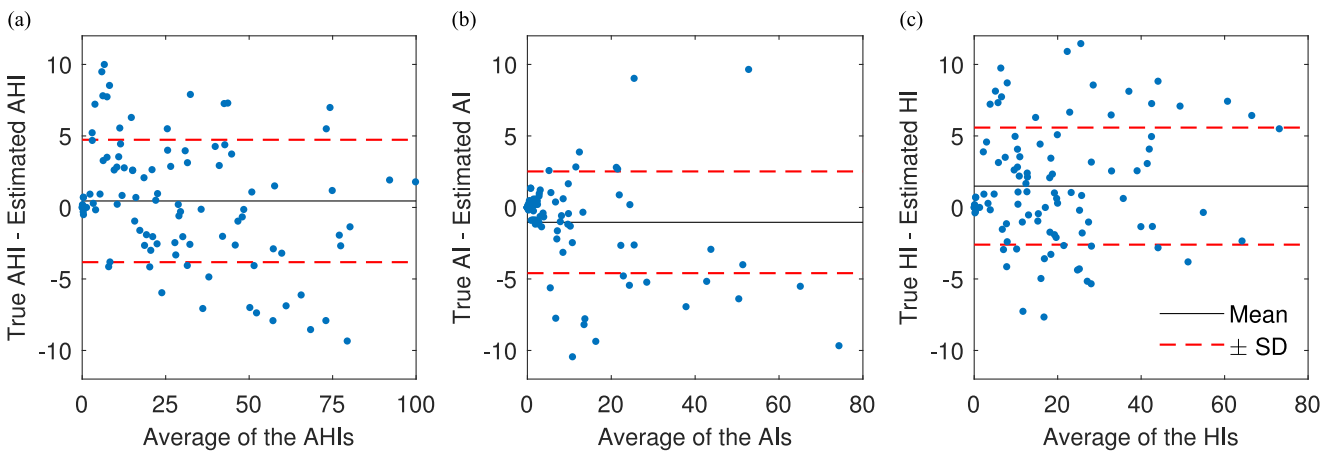 (a)
True AHI - Estimated AHI
10
5
0
-5
-10
0 25 50 75 100
Average of the AHIs
(b)
True AI - Estimated AI
10
5
0
-5
-10
0 20 40 60 80
Average of the AIs
(c)
True HI - Estimated HI
10
5
0
-5
-10
0 20 40 60 80
Average of the HIs
Mean
± SD